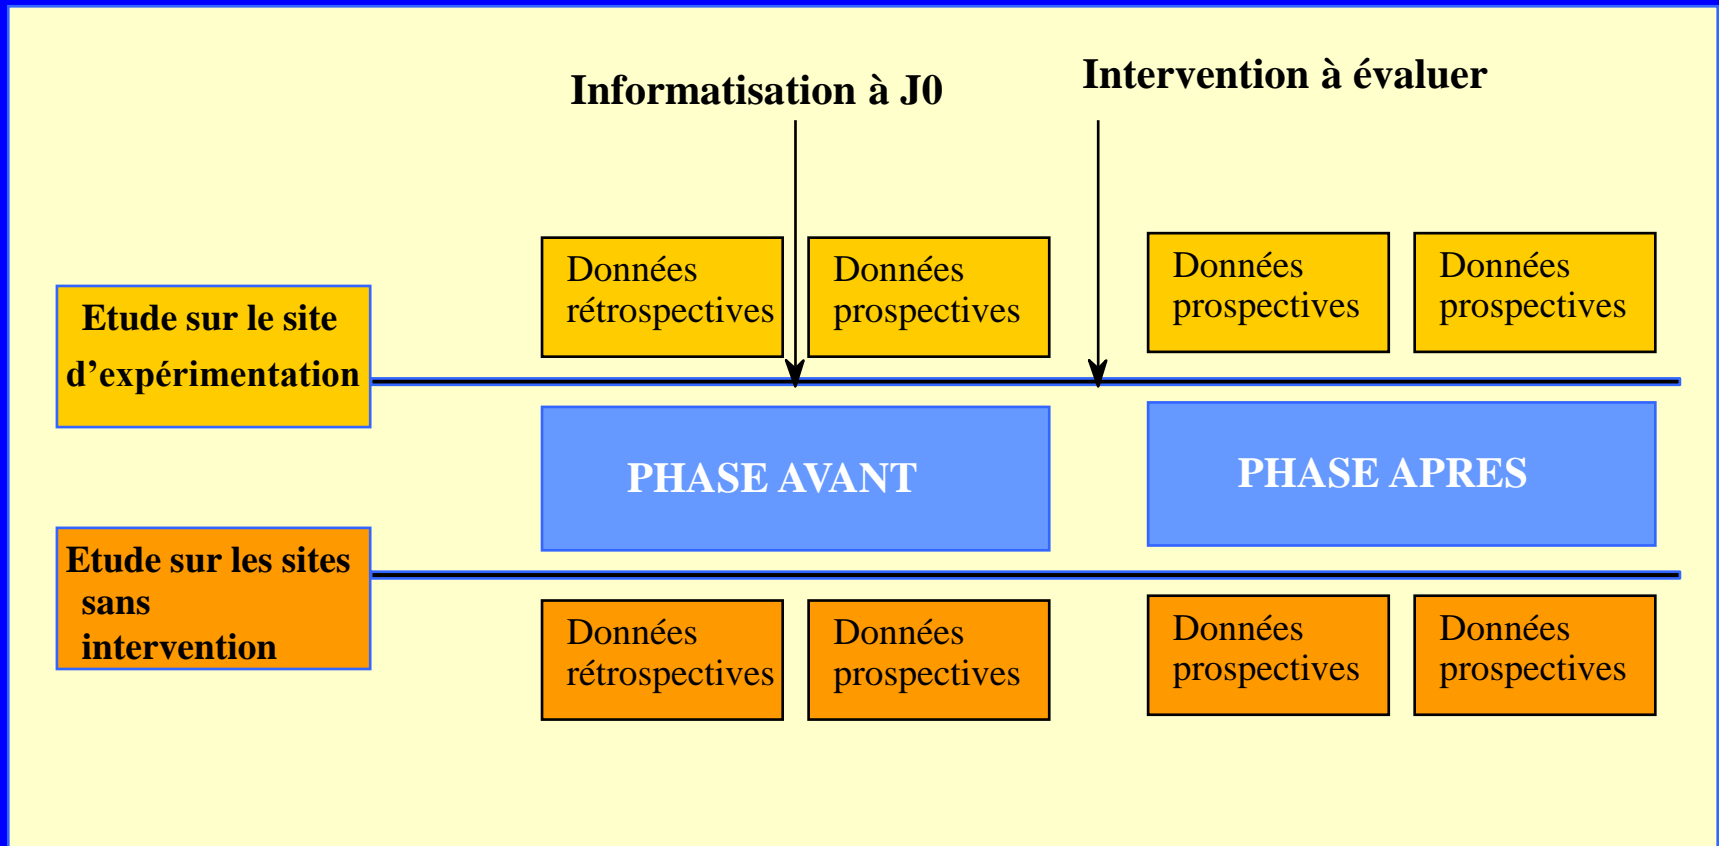 Informatisation à J0
Intervention à évaluer
Données
rétrospectives
Données
prospectives
Données
prospectives
Données
prospectives
Etude sur le site
d’expérimentation
PHASE AVANT
PHASE APRES
Etude sur les sites
sans
intervention
Données
rétrospectives
Données
prospectives
Données
prospectives
Données
prospectives